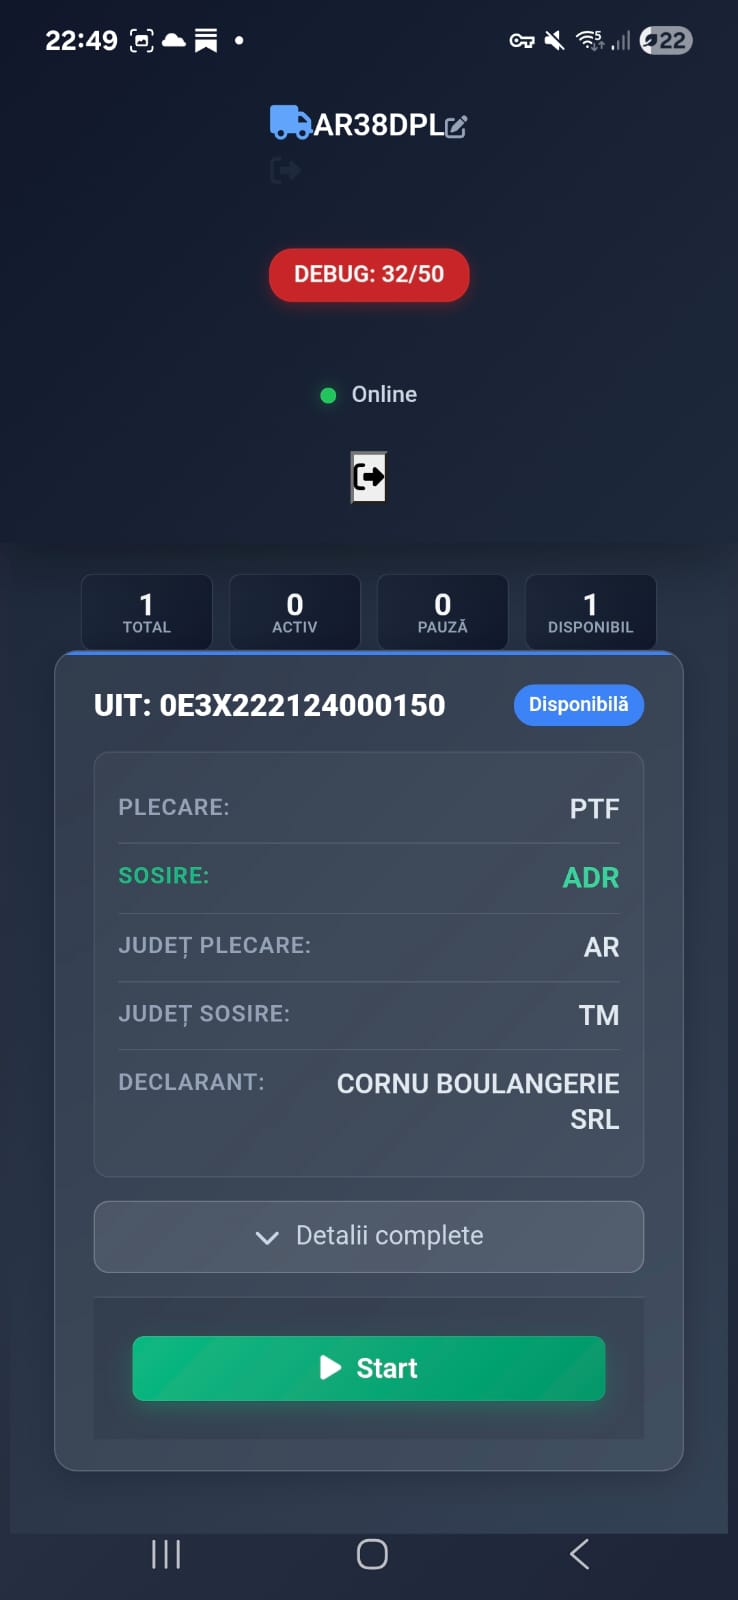 22:49
5
22
AR38DPL
DEBUG: 32/50
Online
1
TOTAL
0
ACTIV
0
PAUZĂ
1
DISPONIBIL
UIT: 0E3X222124000150
Disponibilă
PLECARE:
PTF
SOSIRE:
ADR
JUDEȚ PLECARE:
AR
JUDEȚ SOSIRE:
TM
DECLARANT:
CORNU BOULANGERIE
SRL
Detalii complete
Start